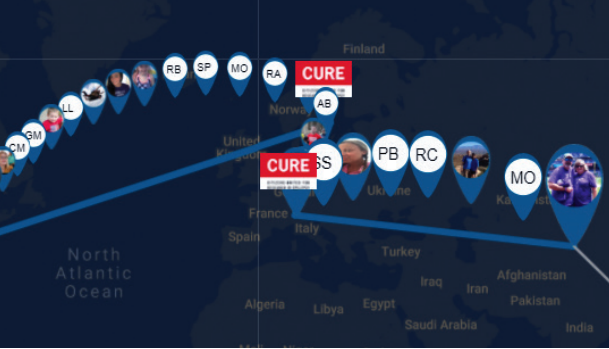 Finland
RB
SP
MO
RA
CURE
LL
AB
Norway
GM
United
Kingdom
CM
CURE
SS
PB
RC
MO
Ukraine
France
Italy
Spain
Turkey
North
Atlantic
Ocean
Afghanistan
Iraq
Iran
Pakistan
Algeria
Libya
Egypt
Saudi Arabia
India